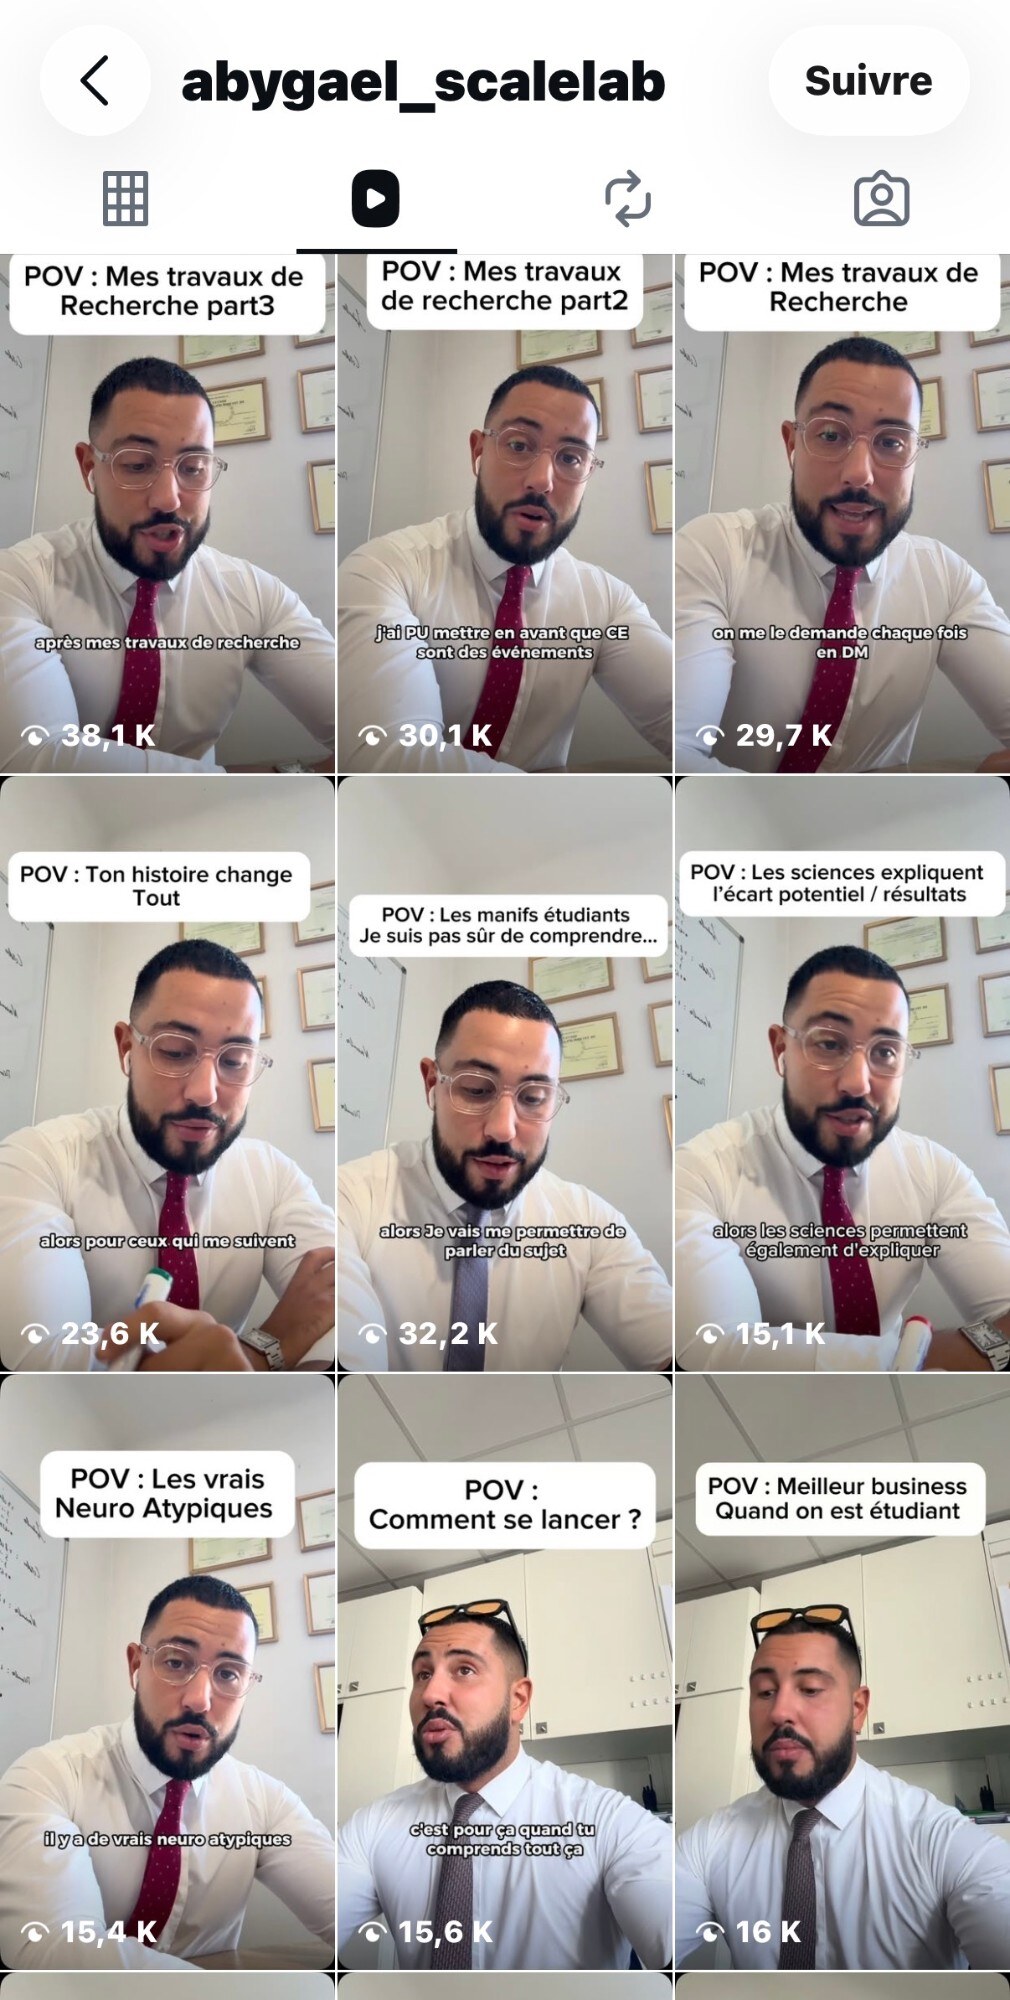 abygael_scalelab
Suivre
POV : Mes travaux de
Recherche part3
après mes travaux de recherche
38,1 K
POV : Mes travaux
de recherche part2
j'ai PU mettre en avant que CE
sont des événements
30,1 K
POV : Mes travaux de
Recherche
on me le demande chaque fois
en DM
29,7 K
POV : Ton histoire change
Tout
alors pour ceux qui me suivent
23,6 K
POV : Les manifs étudiants
Je suis pas sûr de comprendre...
alors Je vais me permettre de
parler du sujet
32,2 K
POV : Les sciences expliquent
l'écart potentiel / résultats
alors les sciences permettent
également d'expliquer
15,1 K
POV : Les vrais
Neuro Atypiques
il y a de vrais neuro atypiques
15,4 K
POV :
Comment se lancer ?
c'est pour ça quand tu
comprends tout ça
15,6 K
POV : Meilleur business
Quand on est étudiant
16 K